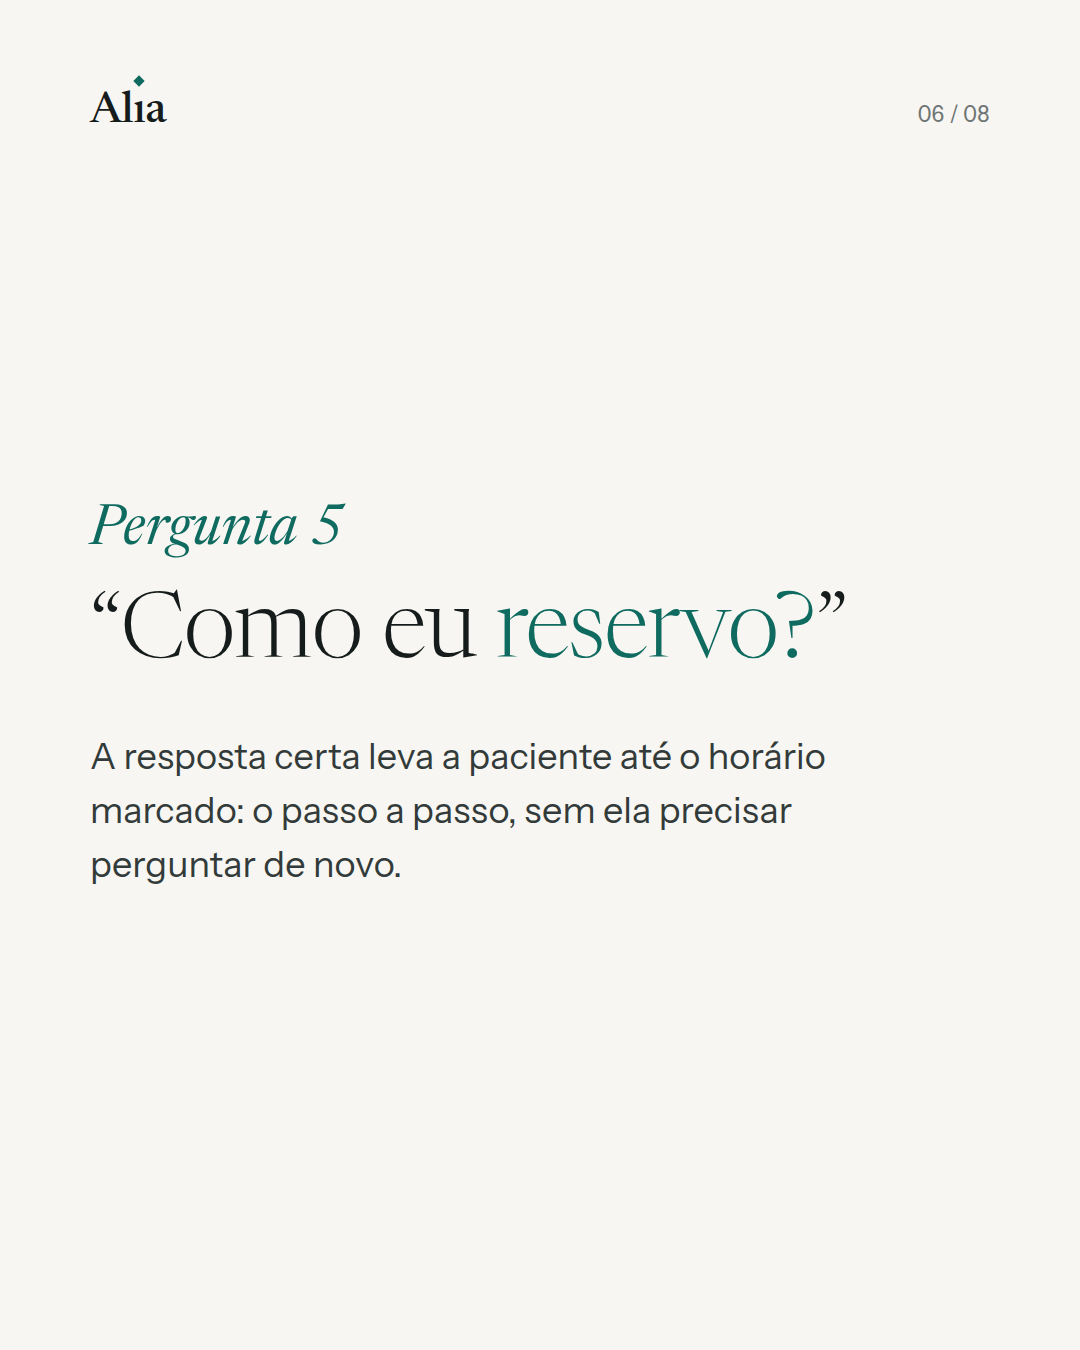 Alia
06 / 08
Pergunta 5
“Como eu reservo?”
A resposta certa leva a paciente até o horário
marcado: o passo a passo, sem ela precisar
perguntar de novo.